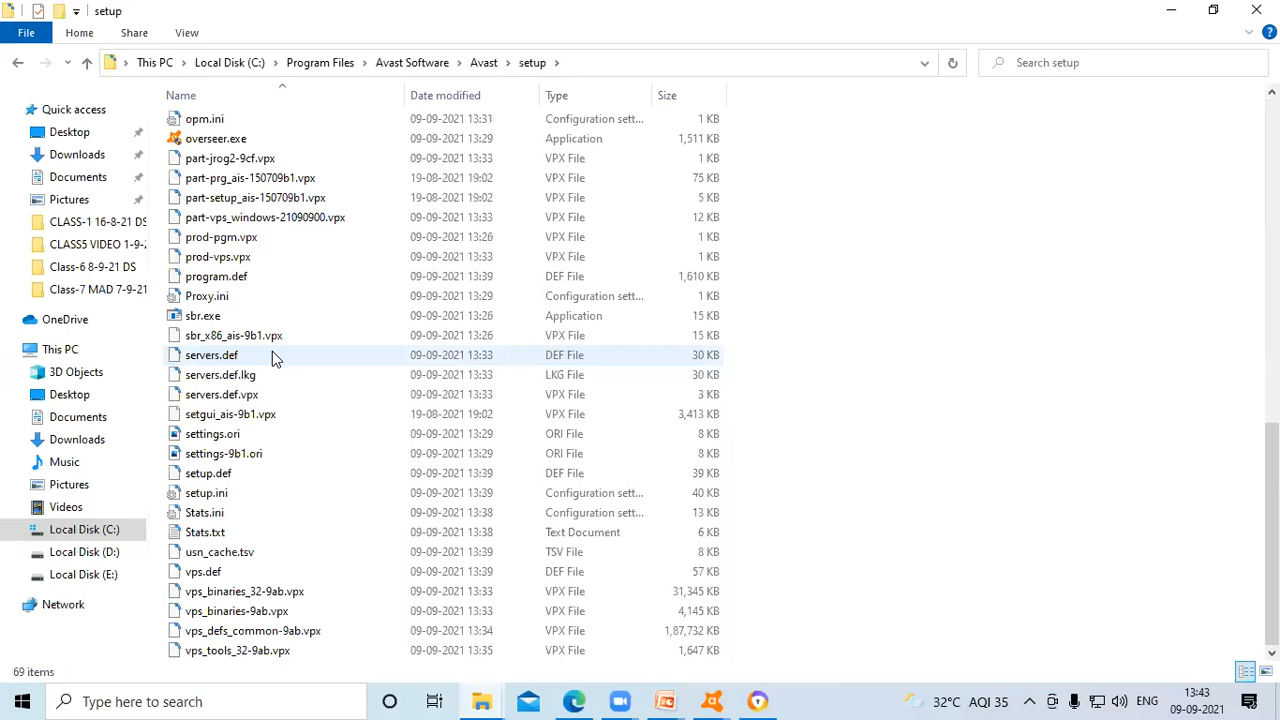 setup
File Home Share View
This PC Local Disk (C:) Program Files Avast Software Avast setup Search setup
Name Date modified Type Size
opm.ini 09-09-2021 13:31 Configuration sett... 1 KB
overseer.exe 09-09-2021 13:29 Application 1,511 KB
part-jrog2-9cf.vpx 09-09-2021 13:33 VPX File 1 KB
part-prg_ais-150709b1.vpx 19-08-2021 19:02 VPX File 75 KB
part-setup_ais-150709b1.vpx 19-08-2021 19:02 VPX File 5 KB
part-vps_windows-21090900.vpx 09-09-2021 13:33 VPX File 12 KB
prod-pgm.vpx 09-09-2021 13:26 VPX File 1 KB
prod-vps.vpx 09-09-2021 13:33 VPX File 1 KB
program.def 09-09-2021 13:39 DEF File 1,610 KB
Proxy.ini 09-09-2021 13:29 Configuration sett... 1 KB
sbr.exe 09-09-2021 13:26 Application 15 KB
sbr_x86_ais-9b1.vpx 09-09-2021 13:26 VPX File 15 KB
servers.def 09-09-2021 13:33 DEF File 30 KB
servers.def.lkg 09-09-2021 13:33 LKG File 30 KB
servers.def.vpx 09-09-2021 13:33 VPX File 3 KB
setgui_ais-9b1.vpx 19-08-2021 19:02 VPX File 3,413 KB
settings.ori 09-09-2021 13:29 ORI File 8 KB
settings-9b1.ori 09-09-2021 13:29 ORI File 8 KB
setup.def 09-09-2021 13:39 DEF File 39 KB
setup.ini 09-09-2021 13:39 Configuration sett... 40 KB
Stats.ini 09-09-2021 13:38 Configuration sett... 13 KB
Stats.txt 09-09-2021 13:38 Text Document 6 KB
usn_cache.tsv 09-09-2021 13:39 TSV File 8 KB
vps.def 09-09-2021 13:39 DEF File 57 KB
vps_binaries_32-9ab.vpx 09-09-2021 13:33 VPX File 31,345 KB
vps_binaries-9ab.vpx 09-09-2021 13:33 VPX File 4,145 KB
vps_defs_common-9ab.vpx 09-09-2021 13:34 VPX File 1,87,732 KB
vps_tools_32-9ab.vpx 09-09-2021 13:35 VPX File 1,647 KB
Quick access
Desktop
Downloads
Documents
Pictures
CLASS-1 16-8-21 DS
CLASS5 VIDEO 1-9-2
Class-6 8-9-21 DS
Class-7 MAD 7-9-21
OneDrive
This PC
3D Objects
Desktop
Documents
Downloads
Music
Pictures
Videos
Local Disk (C:)
Local Disk (D:)
Local Disk (E:)
Network
69 items
Type here to search 32°C AQI 35 ENG 13:43
09-09-2021